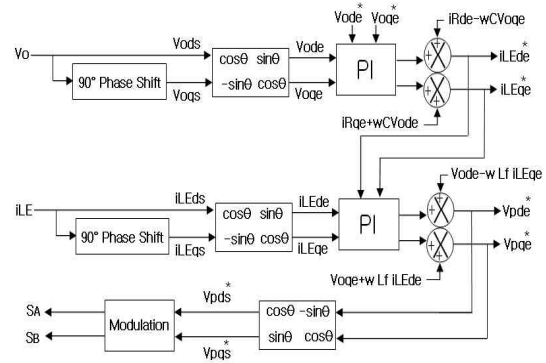 Vode* Voqe*
iRde-wCVoqe
Vo
Vods
cosθ sinθ
-sinθ cosθ
Vode
PI
iLEde*
90° Phase Shift
Voqs
Voqe
iLEqe*
iRqe+wCVode
Vode-w Lf iLEqe
iLE
iLEds
cosθ sinθ
-sinθ cosθ
iLEde
PI
Vpde*
90° Phase Shift
iLEqs
iLEqe
Vpqe*
Voqe+w Lf iLEde
SA
SB
Modulation
Vpds*
Vpqs*
cosθ -sinθ
sinθ cosθ